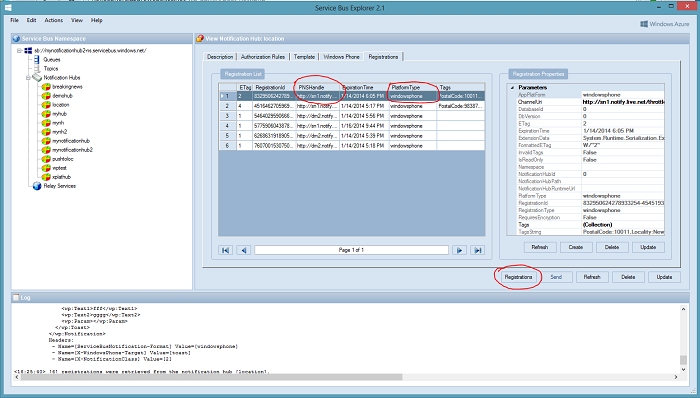 Service Bus Explorer 2.1
File Edit Actions View Help
Windows Azure
Service Bus Namespace
sb://mynotificationhub2-ns.servicebus.windows.net/
Queues
Topics
Notification Hubs
breakingnews
demohub
location
myhub
mynh
mynh2
mynotificationhub
mynotificationhub2
pushtoloc
wptest
xplathub
Relay Services
View Notification Hub location
Description Authorization Rules Template Windows Phone Registrations
Registration List
ETag RegistrationId PNSHandle ExpirationTime PlatformType Tags
1 2 8329506242789... http://sn1.notify.... 1/14/2014 6:05 PM windowsphone PostalCode:10011...
2 4 4516462705969... http://sn1.notify.... 1/14/2014 5:17 PM windowsphone PostalCode:98387...
3 1 5464029550666... http://dm2.notify... 1/14/2014 5:56 PM windowsphone
4 1 5775906043878... http://sn1.notify.... 1/16/2014 9:44 PM windowsphone
5 1 6268631918905... http://dm2.notify... 1/14/2014 5:39 PM windowsphone
6 1 7607001530750... http://dm2.notify... 1/14/2014 5:18 PM windowsphone
Page 1 of 1
Registration Properties
Parameters
AppPlatForm windowsphone
ChannelUri http://sn1.notify.live.net/throttle
DatabaseId 0
DbVersion 0
ETag 2
ExpirationTime 1/14/2014 6:05 PM
ExtensionData System.Runtime.Serialization.Ex
FormattedETag W/"2"
InvalidTags False
IsReadOnly False
Namespace
NotificationHubId 0
NotificationHubPath
NotificationHubRuntimeUrl
PlatformType windowsphone
RegistrationId
RegistrationType windowsphone
RequiresEncryption False
Tags (Collection)
TagsString PostalCode:10011,Locality:New
Refresh Create Delete Update
Registrations Send Refresh Delete Update
Log
<wp:Text1>fff</wp:Text1>
<wp:Text2>gggg</wp:Text2>
<wp:Param></wp:Param>
</wp:Toast>
</wp:Notification>
Headers:
- Name=[ServiceBusNotification-Format] Value=[windowsphone]
- Name=[X-WindowsPhone-Target] Value=[toast]
- Name=[X-NotificationClass] Value=[2]
<16:25:40> [6] registrations were retrieved from the notification hub [location].